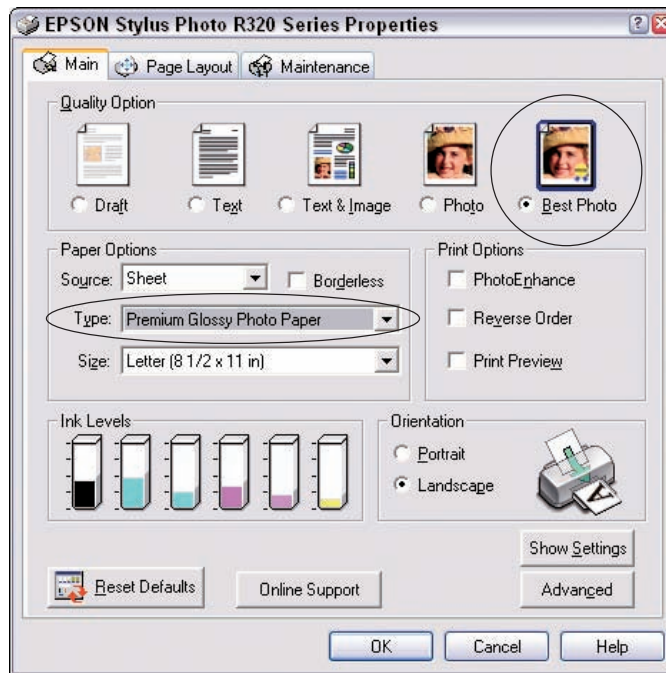 EPSON Stylus Photo R320 Series Properties
Main
Page Layout
Maintenance
Quality Option
Draft
Text
Text & Image
Photo
Best Photo
Paper Options
Source: Sheet
Borderless
Type: Premium Glossy Photo Paper
Size: Letter (8 1/2 x 11 in)
Print Options
PhotoEnhance
Reverse Order
Print Preview
Ink Levels
Orientation
Portrait
Landscape
A
Show Settings
Reset Defaults
Online Support
Advanced
OK
Cancel
Help